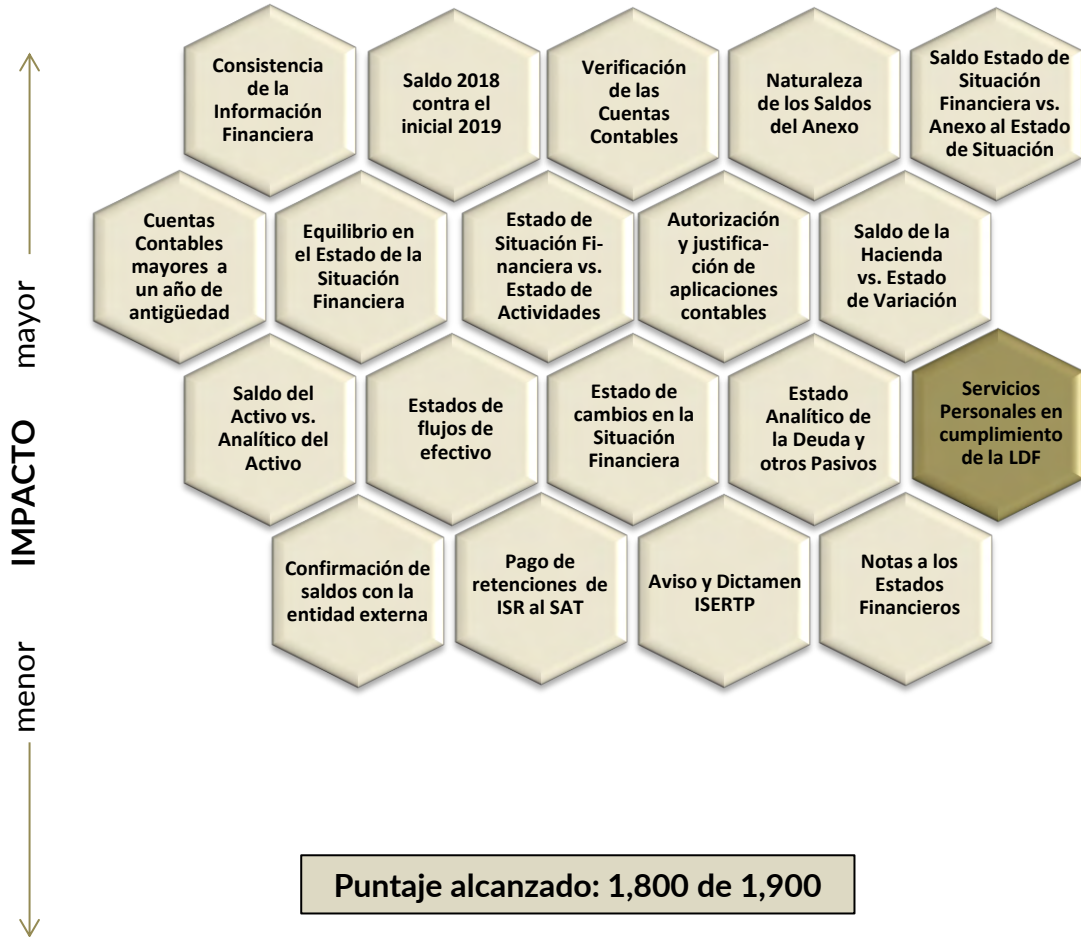 Consistencia
de la
Información
Financiera
Saldo 2018
contra el
inicial 2019
Verificación
de las
Cuentas
Contables
Naturaleza
de los Saldos
del Anexo
Saldo Estado de
Situación
Financiera vs.
Anexo al Estado
de Situación
Cuentas
Contables
mayores a
un año de
antigüedad
Equilibrio en
el Estado de la
Situación
Financiera
Estado de
Situación Fi-
nanciera vs.
Estado de
Actividades
Autorización
y justifica-
ción de
aplicaciones
contables
Saldo de la
Hacienda
vs. Estado
de Variación
Saldo del
Activo vs.
Analítico del
Activo
Estados de
flujos de
efectivo
Estado de
cambios en la
Situación
Financiera
Estado
Analítico de
la Deuda y
otros Pasivos
Servicios
Personales en
cumplimiento
de la LDF
Confirmación de
saldos con la
entidad externa
Pago de
retenciones de
ISR al SAT
Aviso y Dictamen
ISERTP
Notas a los
Estados
Financieros
mayor
IMPACTO
menor
Puntaje alcanzado: 1,800 de 1,900